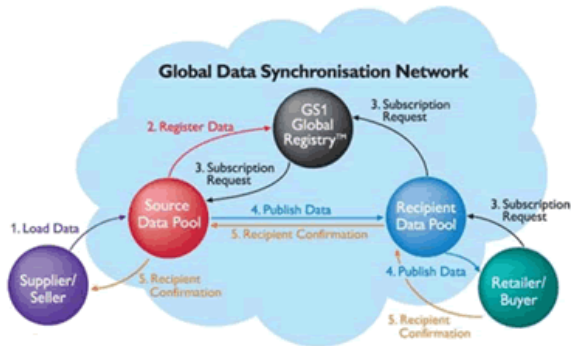 Global Data Synchronisation Network
GS1
Global
Registry™
3. Subscription
Request
2. Register Data
3. Subscription
Request
Source
Data Pool
4. Publish Data
5. Recipient Confirmation
Recipient
Data Pool
3. Subscription
Request
1. Load Data
Supplier/
Seller
5. Recipient
Confirmation
4. Publish Data
Retailer/
Buyer
5. Recipient
Confirmation